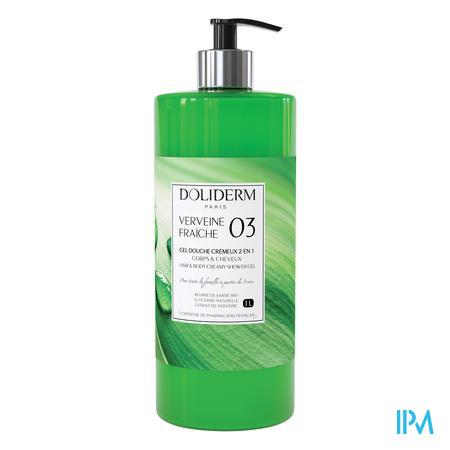 DOLIDERM
PARIS
VERVEINE
FRAÎCHE 03
GEL DOUCHE CRÉMEUX 2 EN 1
CORPS & CHEVEUX
HAIR & BODY CREAMY SHOWER GEL
Pour toute la famille à partir de 3 ans
BEURRE DE KARITÉ BIO
GLYCÉRINE NATURELLE
EXTRAIT DE VERVEINE
1 L
EXPERTISE DE PHARMACIENS FRANÇAIS
IPM